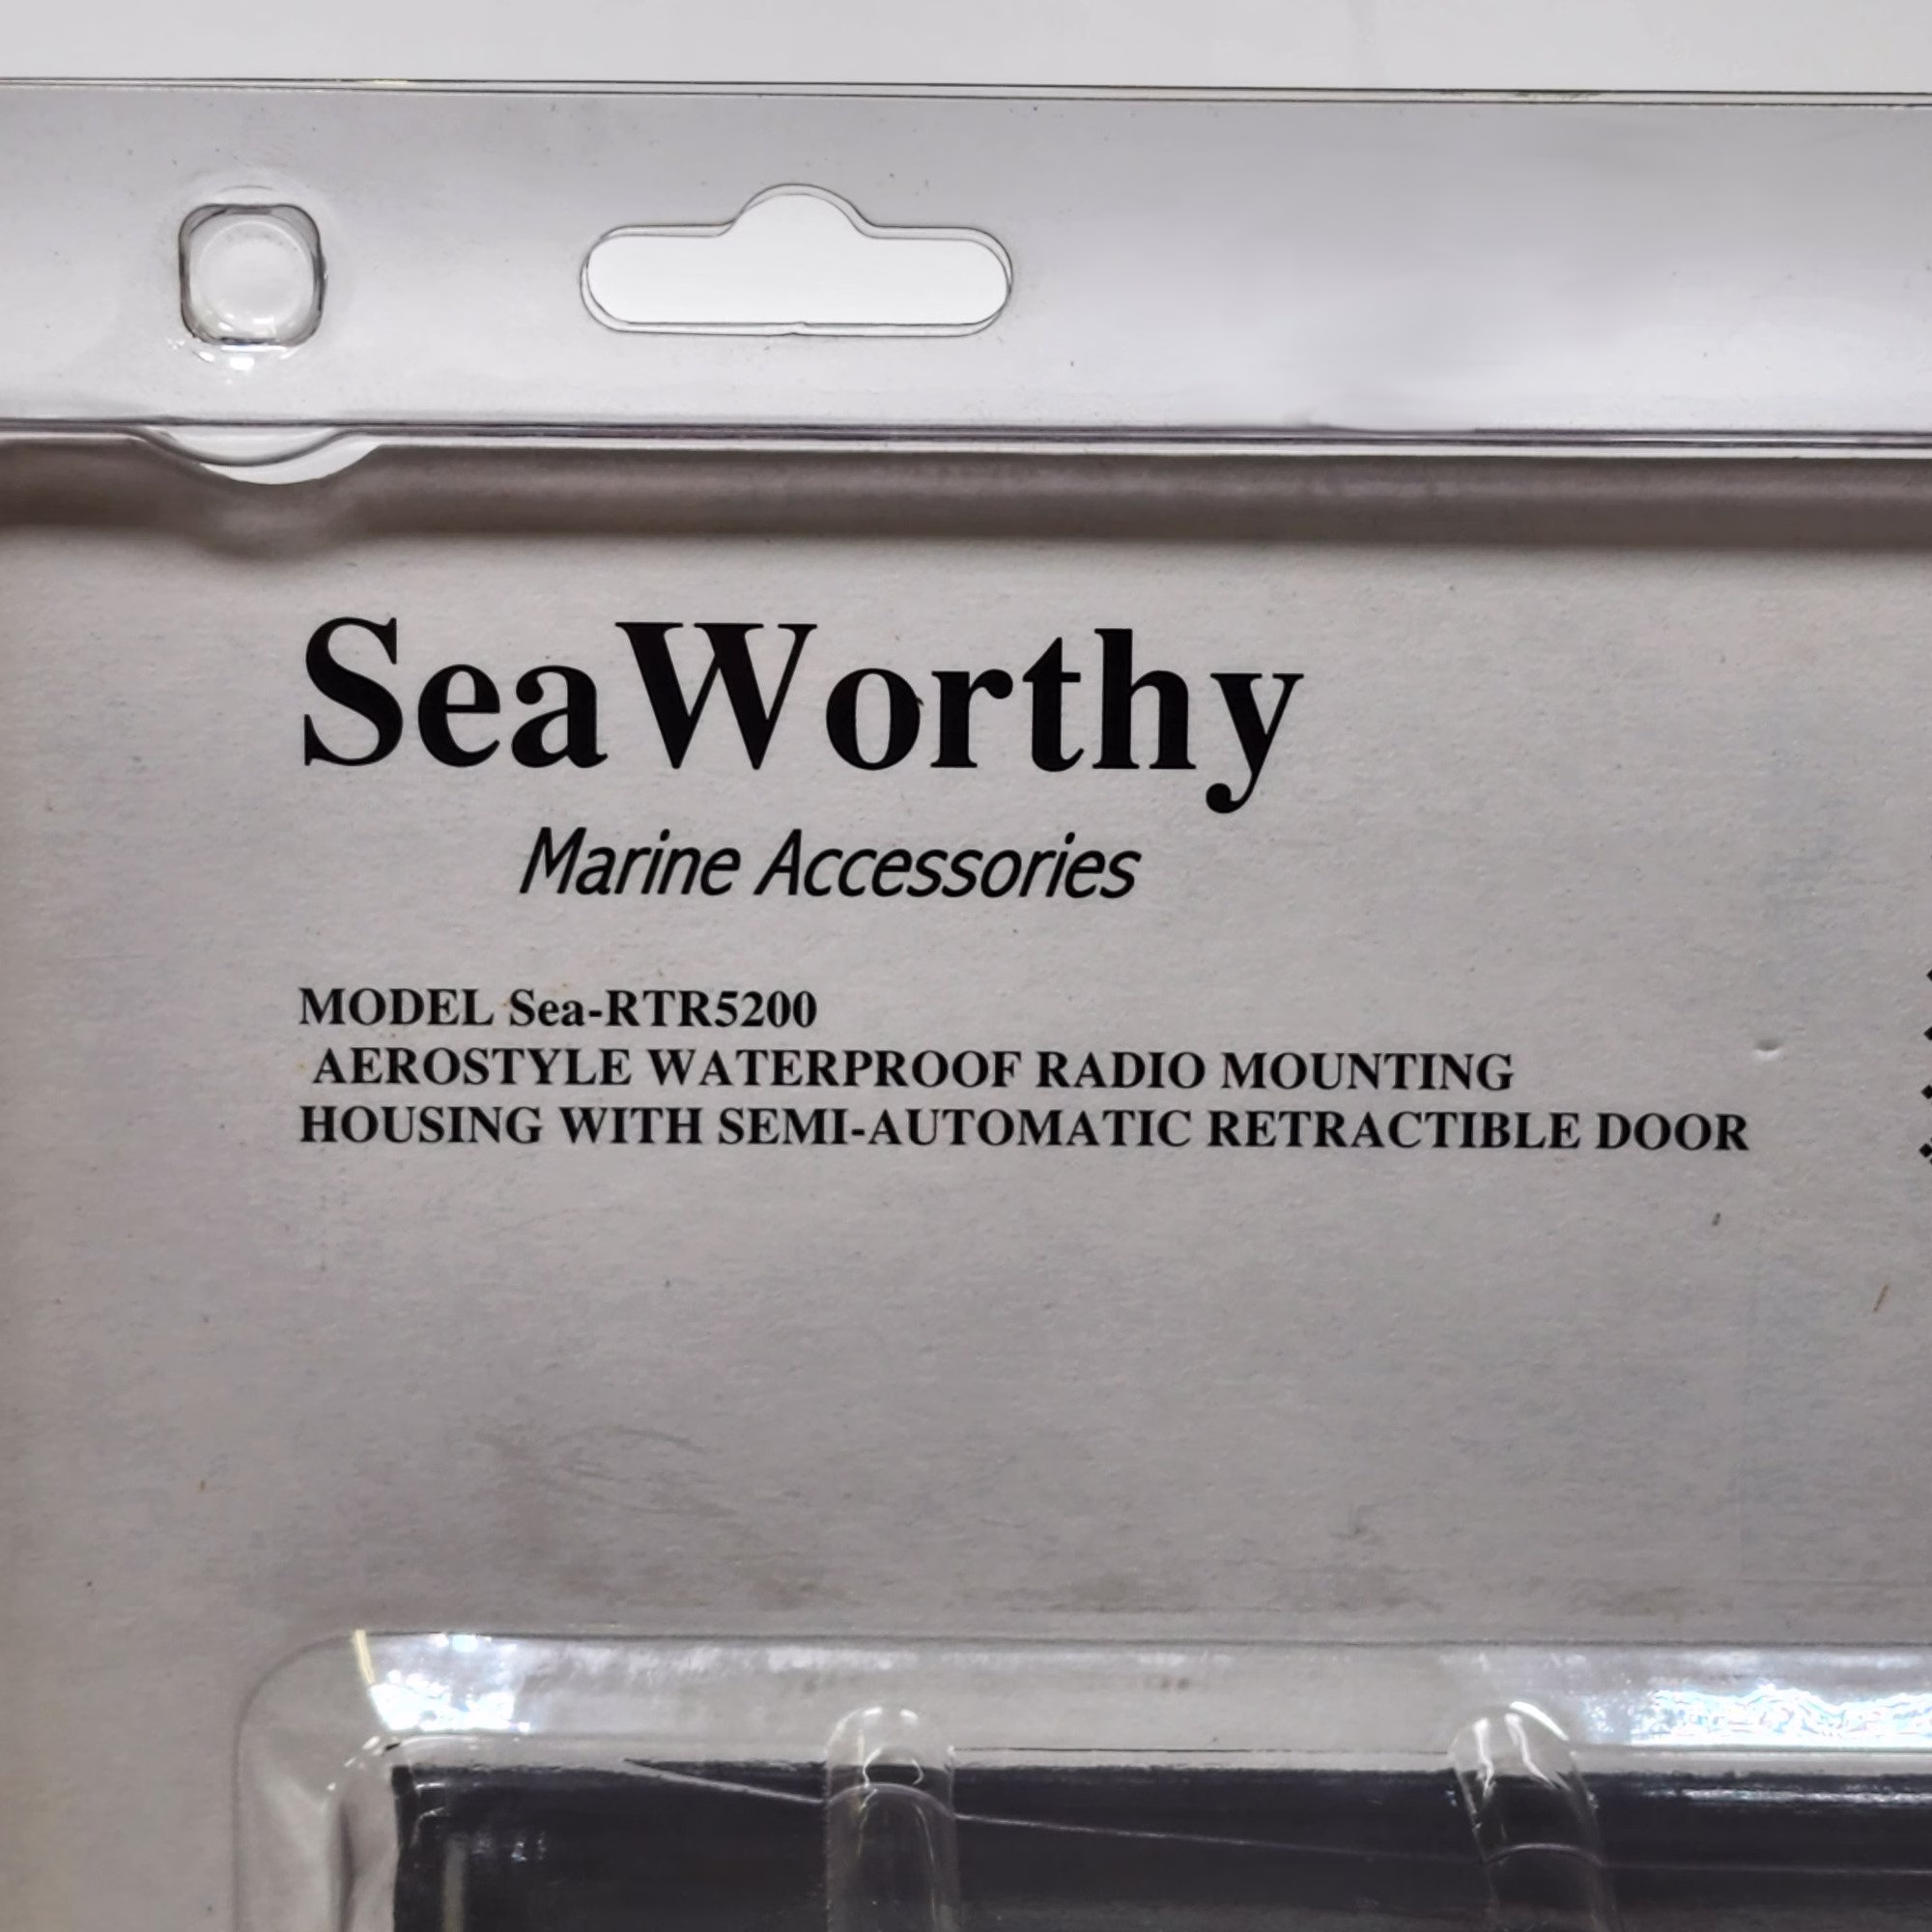 SeaWorthy
Marine Accessories
MODEL Sea-RTR5200
AEROSTYLE WATERPROOF RADIO MOUNTING
HOUSING WITH SEMI-AUTOMATIC RETRACTIBLE DOOR